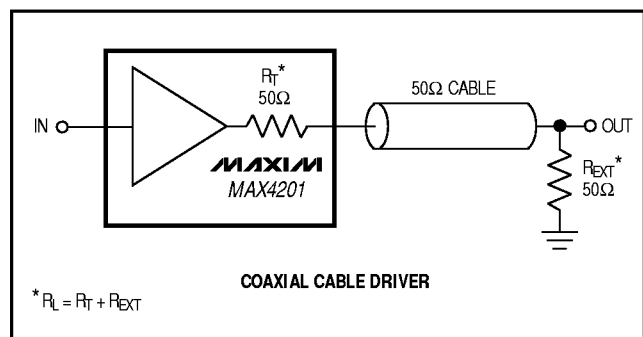 R_T*
50Ω
IN
50Ω CABLE
OUT
MAXIM
MAX4201
R_EXT*
50Ω
COAXIAL CABLE DRIVER
* R_L = R_T + R_EXT